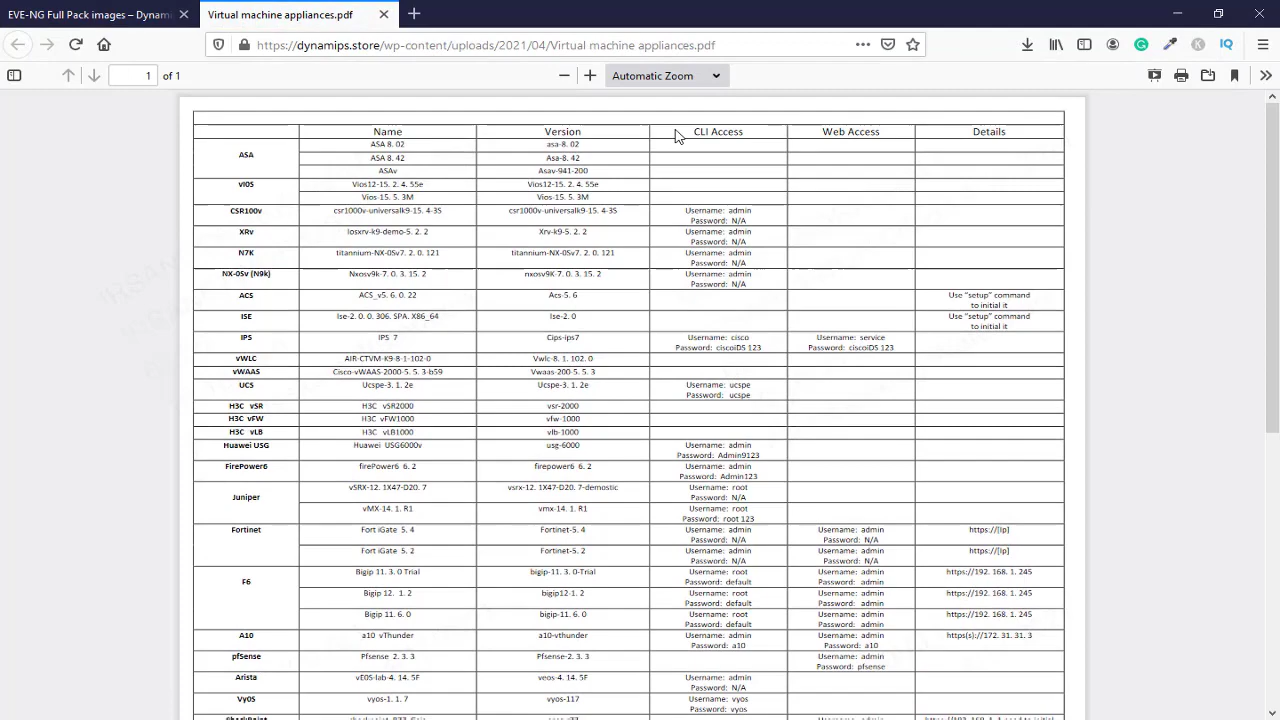 EVE-NG Full Pack images – Dynami
Virtual machine appliances.pdf
https://dynamips.store/wp-content/uploads/2021/04/Virtual machine appliances.pdf
1 of 1
Automatic Zoom
Name Version CLI Access Web Access Details
ASA
ASA 8. 02 asa-8. 02
ASA 8. 42 Asa-8. 42
ASAv Asav-941-200
vIOS
Vios12-15. 2. 4. 55e Vios12-15. 2. 4. 55e
Vios-15. 5. 3M Vios-15. 5. 3M
CSR100v csr1000v-universalk9-15. 4-3S csr1000v-universalk9-15. 4-3S Username: admin
Password: N/A
XRv Iosxrv-k9-demo-5. 2. 2 Xrv-k9-5. 2. 2 Username: admin
Password: N/A
N7K titannium-NX-0Sv7. 2. 0. 121 titannium-NX-0Sv7. 2. 0. 121 Username: admin
Password: N/A
NX-0Sv (N9k) Nxosv9k-7. 0. 3. 15. 2 nxosv9K-7. 0. 3. 15. 2 Username: admin
Password: N/A
ACS ACS_v5. 6. 0. 22 Acs-5. 6 Use "setup" command
to initial it
ISE Ise-2. 0. 0. 306. SPA. X86_64 Ise-2. 0 Use "setup" command
to initial it
IPS IPS 7 Cips-ips7 Username: cisco Username: service
Password: ciscoiDS 123 Password: ciscoiDS 123
vWLC AIR-CTVM-K9-8-1-102-0 Vwlc-8. 1. 102. 0
vWAAS Cisco-vWAAS-2000-5. 5. 3-b59 Vwaas-200-5. 5. 3
UCS Ucspe-3. 1. 2e Ucspe-3. 1. 2e Username: ucspe
Password: ucspe
H3C vSR H3C vSR2000 vsr-2000
H3C vFW H3C vFW1000 vfw-1000
H3C vLB H3C vLB1000 vlb-1000
Huawei USG Huawei USG6000v usg-6000 Username: admin
Password: Admin9123
FirePower6 firePower6 6. 2 firepower6 6. 2 Username: admin
Password: Admin123
Juniper
vSRX-12. 1X47-D20. 7 vsrx-12. 1X47-D20. 7-demostic Username: root
Password: N/A
vMX-14. 1. R1 vmx-14. 1. R1 Username: root
Password: root 123
Fortinet Fort iGate 5. 4 Fortinet-5. 4 Username: admin Username: admin https://[Ip]
Password: N/A Password: N/A
Fort iGate 5. 2 Fortinet-5. 2 Username: admin Username: admin https://[Ip]
Password: N/A Password: N/A
F6
Bigip 11. 3. 0 Trial bigip-11. 3. 0-Trial Username: root Username: admin https://192. 168. 1. 245
Password: default Password: admin
Bigip 12. 1. 2 bigip12-1. 2 Username: root Username: admin https://192. 168. 1. 245
Password: default Password: admin
Bigip 11. 6. 0 bigip-11. 6. 0 Username: root Username: admin https://192. 168. 1. 245
Password: default Password: admin
A10 a10 vThunder a10-vthunder Username: admin Username: admin https(s)://172. 31. 31. 3
Password: a10 Password: a10
pfSense Pfsense 2. 3. 3 Pfsense-2. 3. 3 Username: admin
Password: pfsense
Arista vE0S-lab-4. 14. 5F veos-4. 14. 5F Username: admin
Password: N/A
Vy0S vyos-1. 1. 7 vyos-117 Username: vyos
Password: vyos